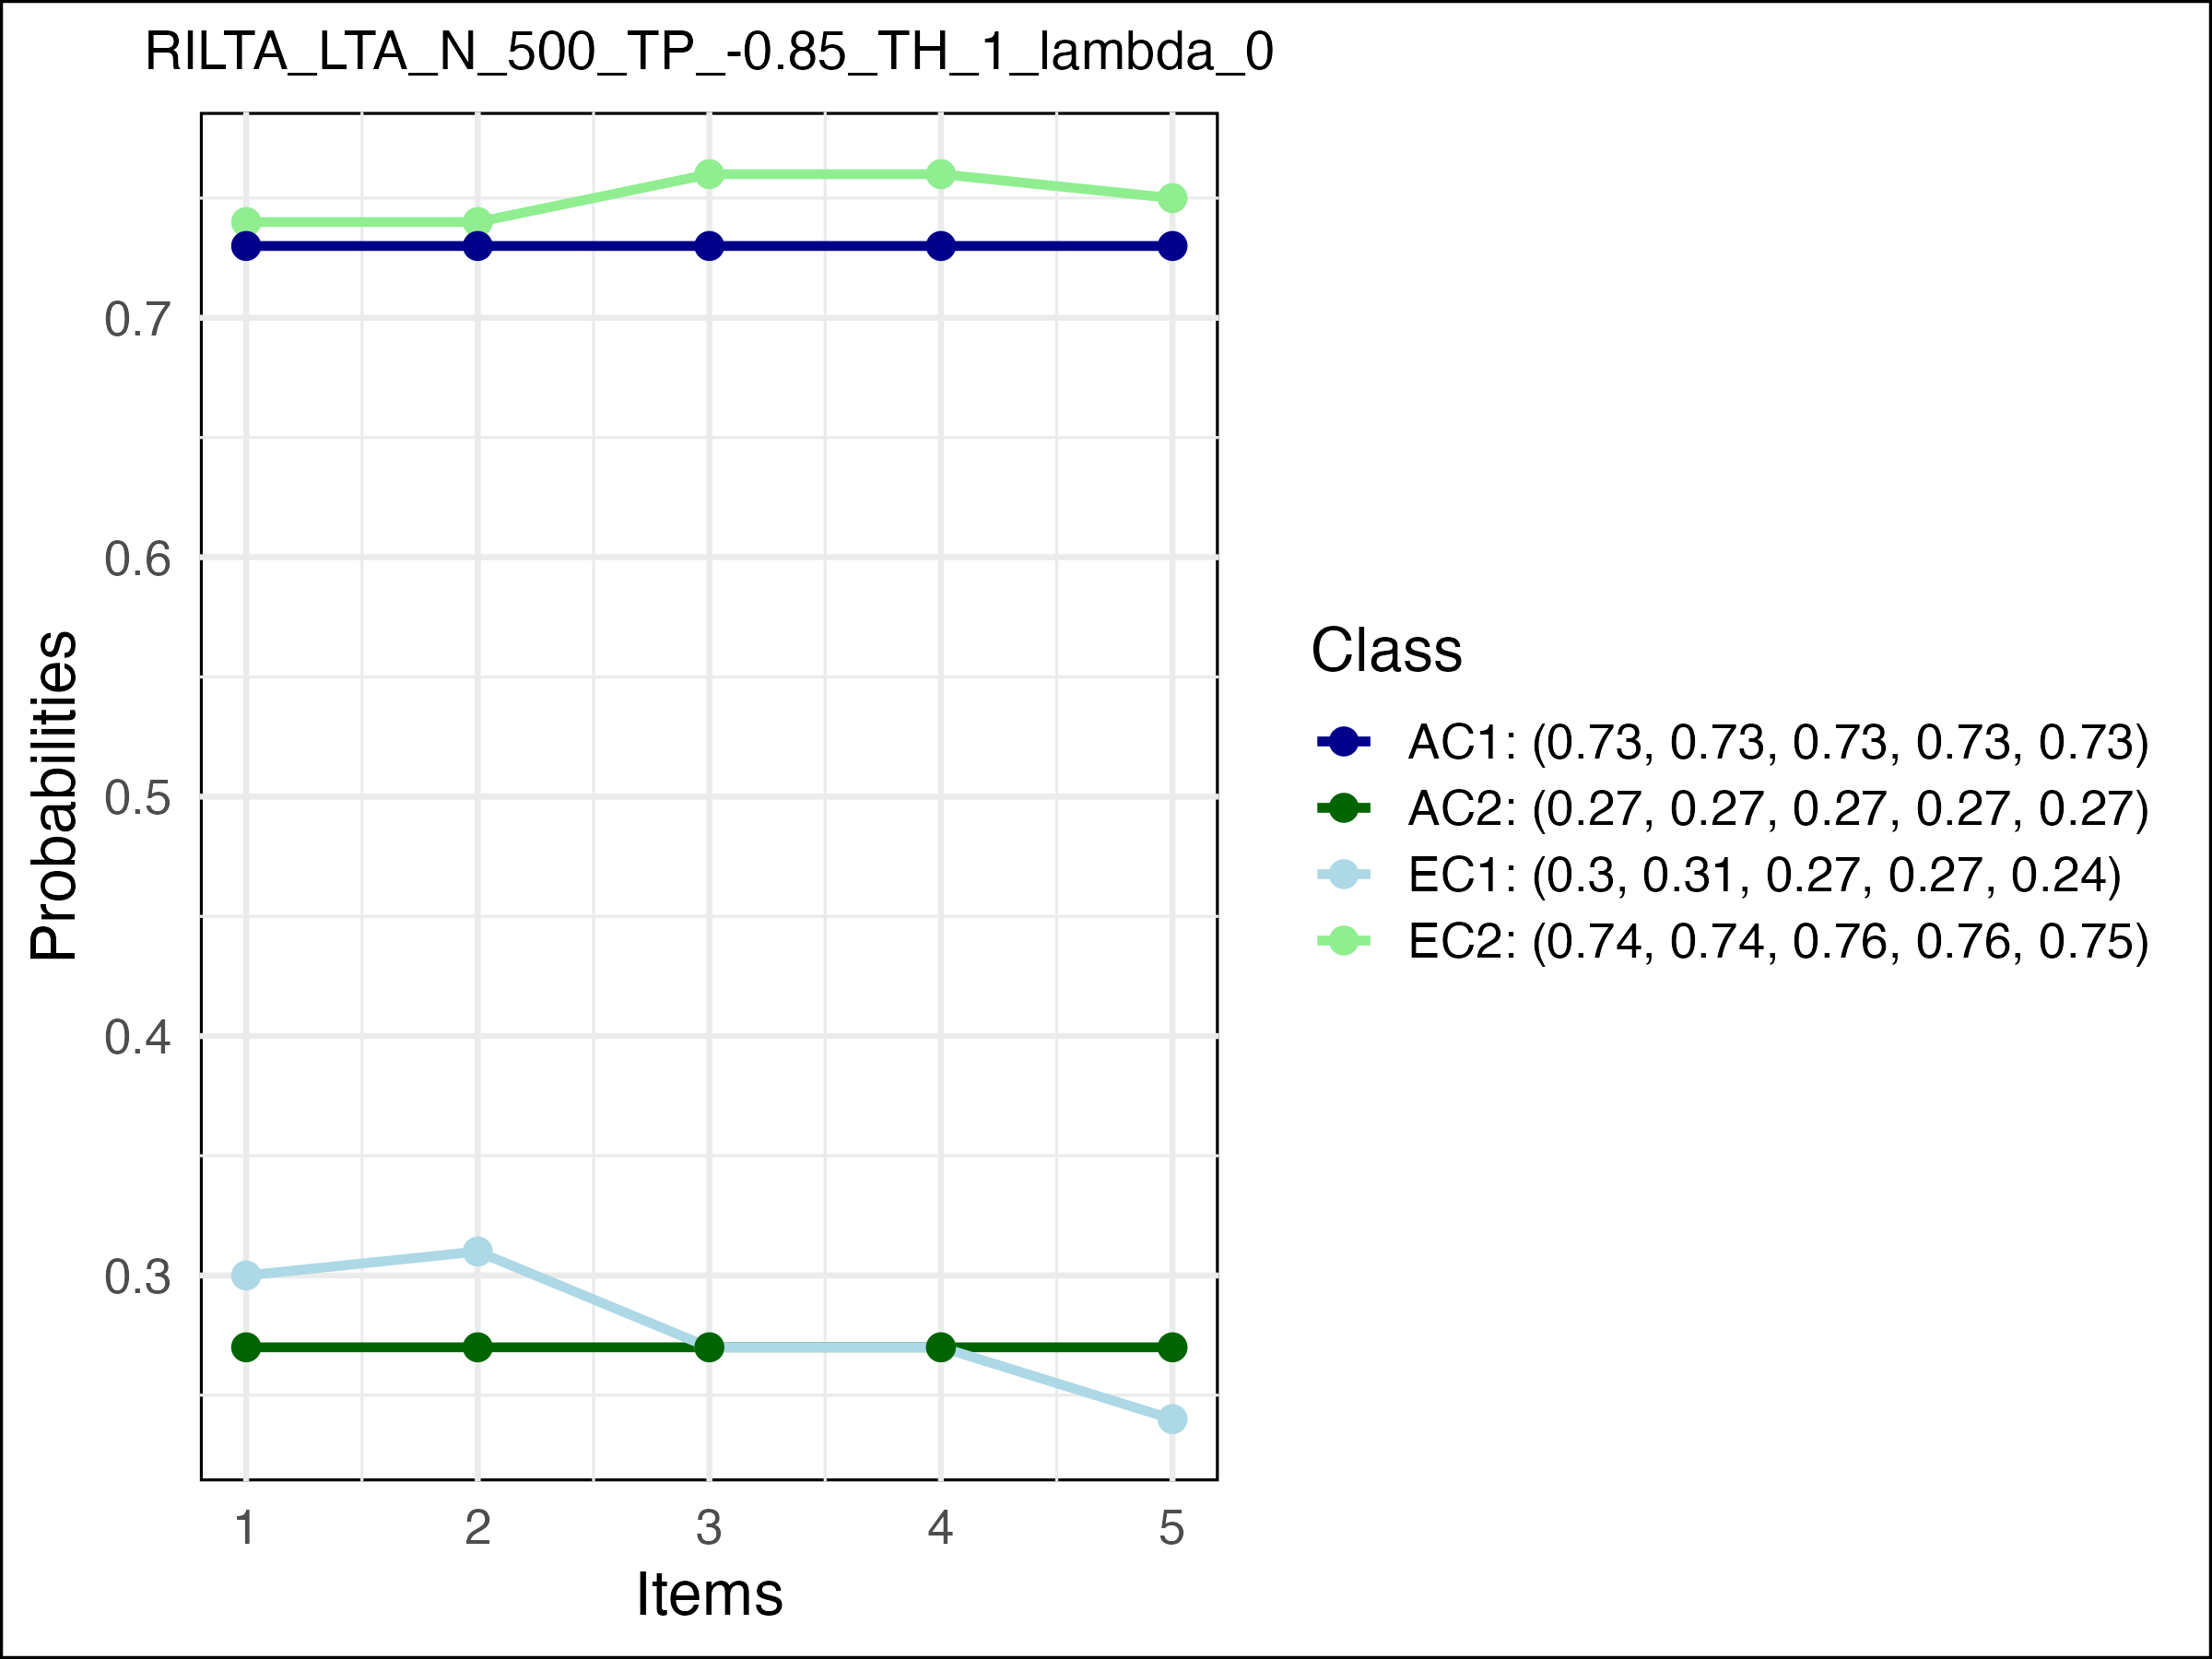 RILTA_LTA_N_500_TP_-0.85_TH_1_lambda_0
Probabilities
0.7
0.6
0.5
0.4
0.3
1 2 3 4 5
Items
Class
AC1: (0.73, 0.73, 0.73, 0.73, 0.73)
AC2: (0.27, 0.27, 0.27, 0.27, 0.27)
EC1: (0.3, 0.31, 0.27, 0.27, 0.24)
EC2: (0.74, 0.74, 0.76, 0.76, 0.75)